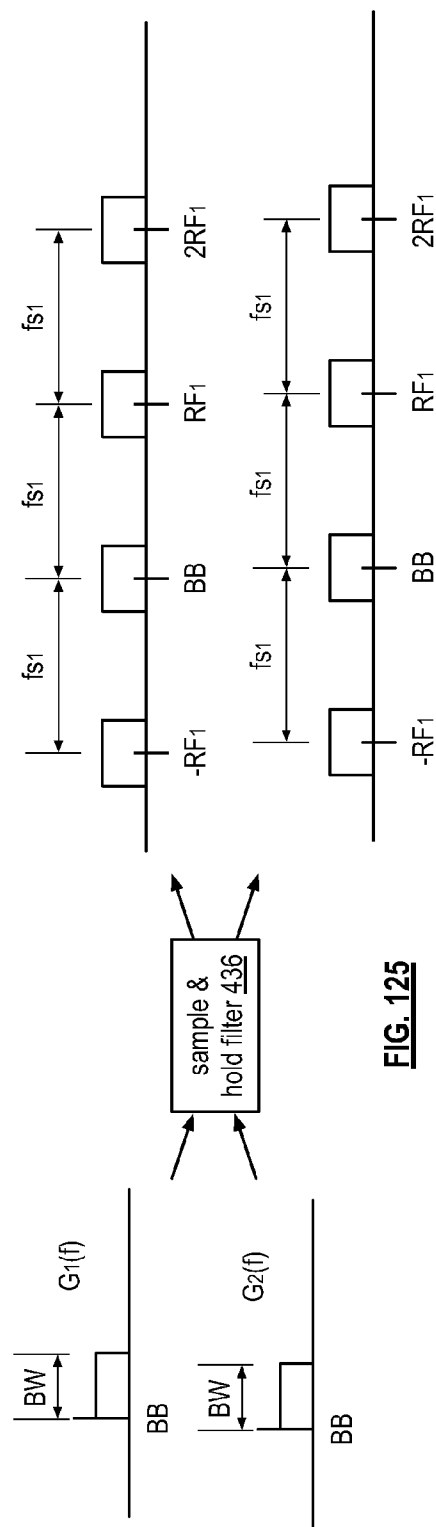 BW
G1(f)
BB
BW
G2(f)
BB
sample &
hold filter 436
fs1 fs1 fs1
-RF1 BB RF1 2RF1
fs1 fs1 fs1
-RF1 BB RF1 2RF1
FIG. 125